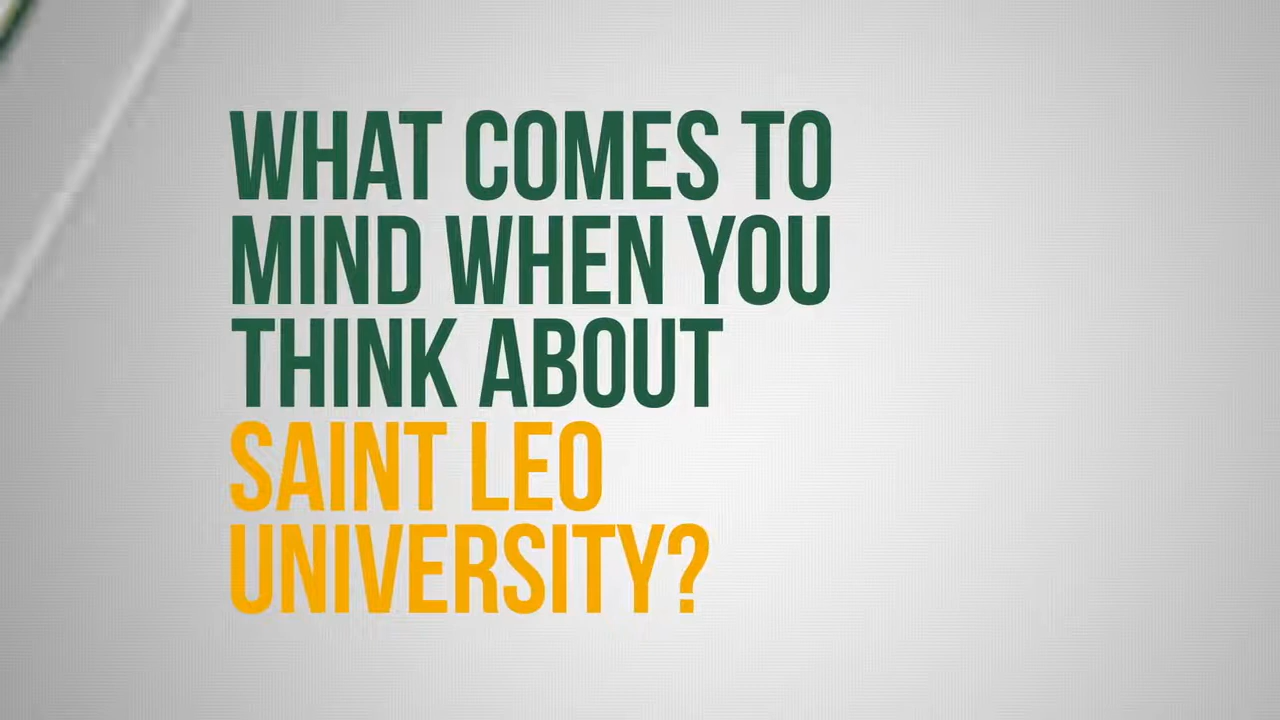 WHAT COMES TO
MIND WHEN YOU
THINK ABOUT
SAINT LEO
UNIVERSITY?